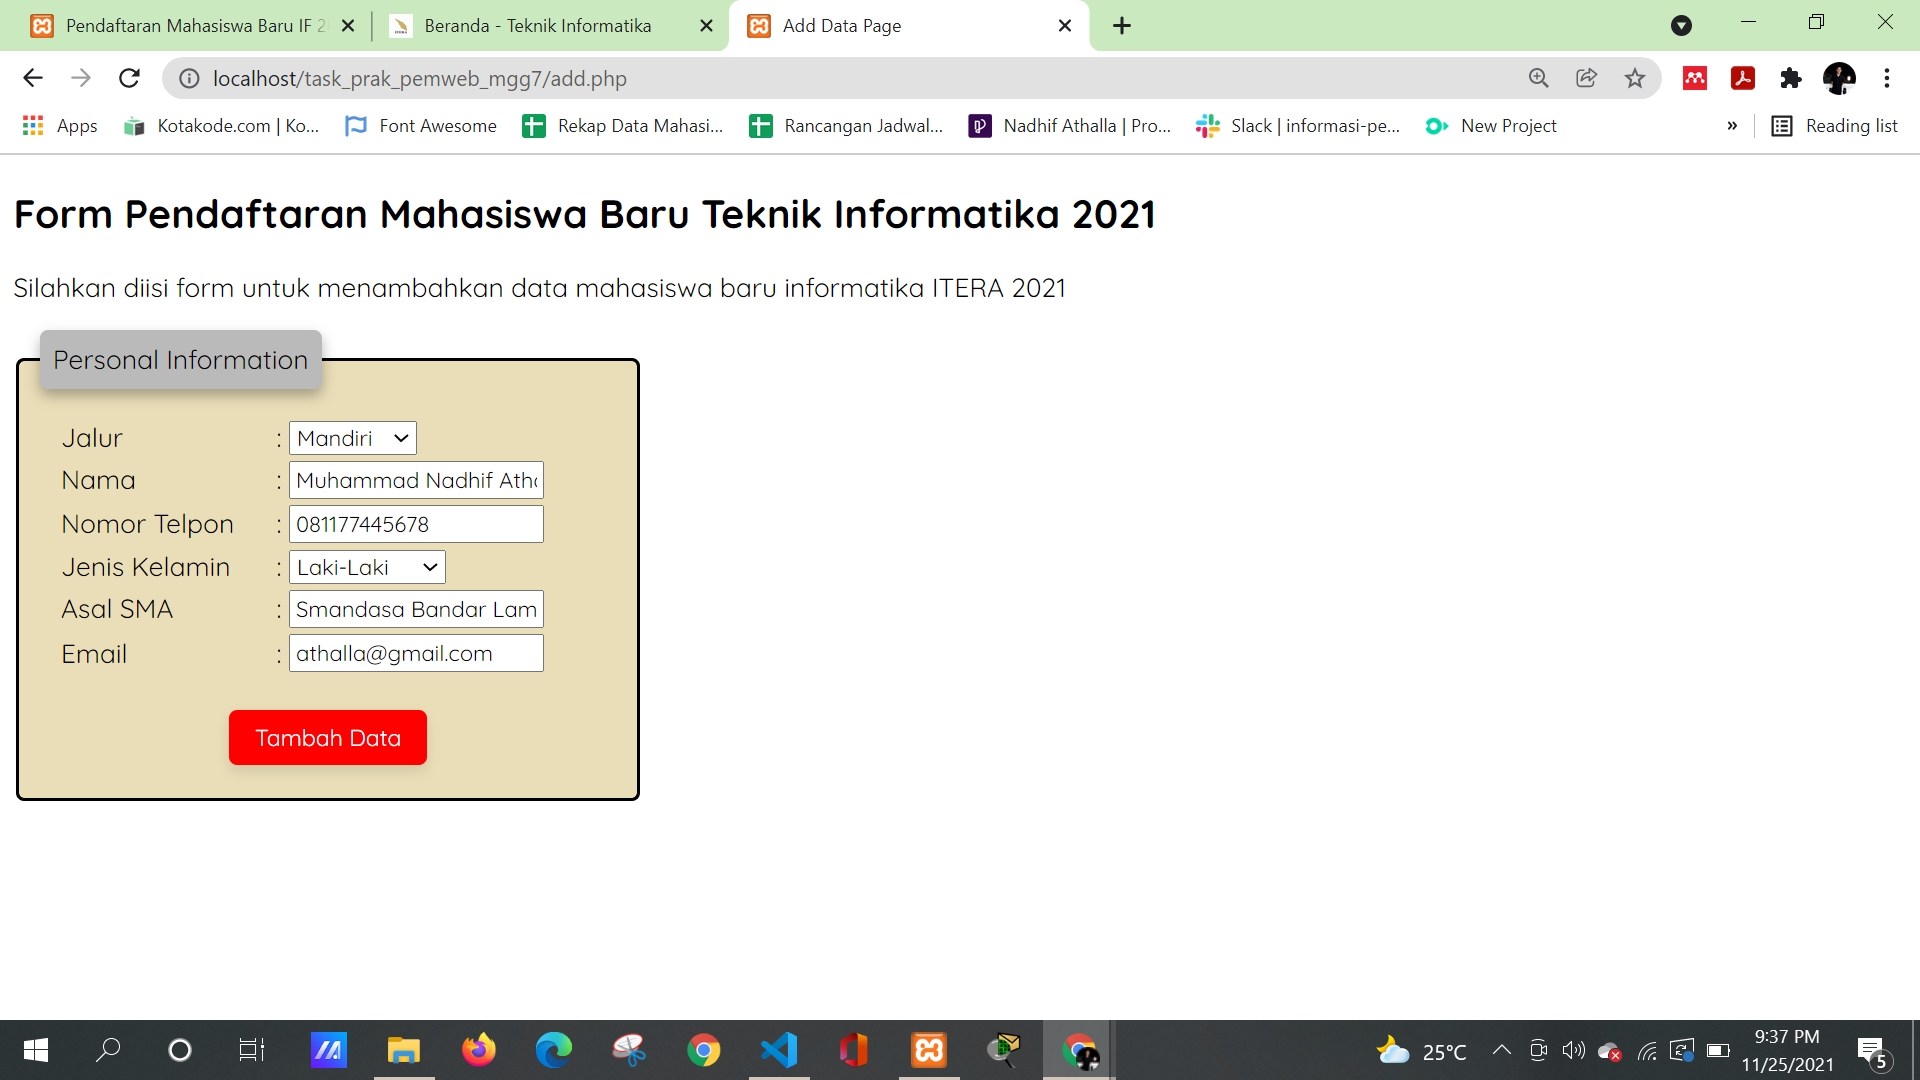 Pendaftaran Mahasiswa Baru IF 2
Beranda - Teknik Informatika
Add Data Page
localhost/task_prak_pemweb_mgg7/add.php
Apps
Kotakode.com | Ko...
Font Awesome
Rekap Data Mahasi...
Rancangan Jadwal...
Nadhif Athalla | Pro...
Slack | informasi-pe...
New Project
»
Reading list
Form Pendaftaran Mahasiswa Baru Teknik Informatika 2021
Silahkan diisi form untuk menambahkan data mahasiswa baru informatika ITERA 2021
Personal Information
Jalur : Mandiri
Nama : Muhammad Nadhif Atha
Nomor Telpon : 081177445678
Jenis Kelamin : Laki-Laki
Asal SMA : Smandasa Bandar Lam
Email : athalla@gmail.com
Tambah Data
25°C
9:37 PM
11/25/2021
5